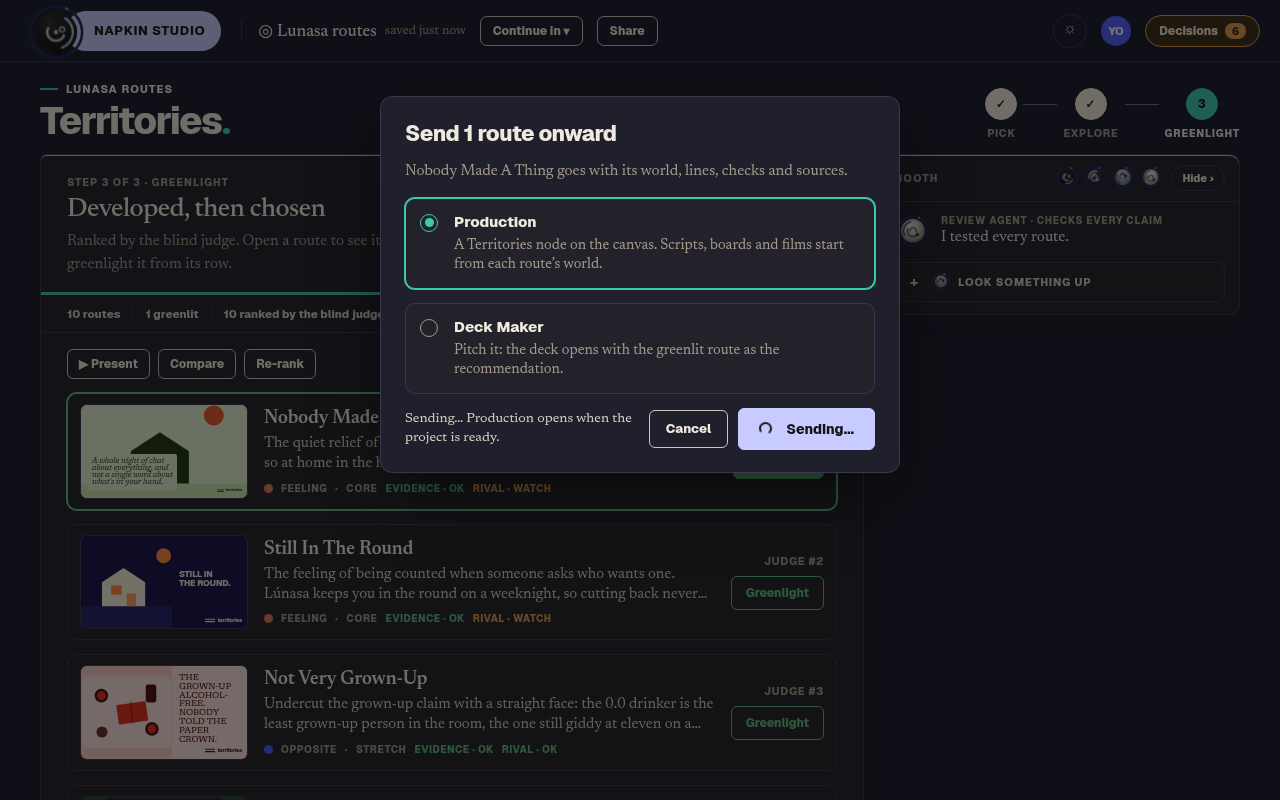 NAPKIN STUDIO
Lunasa routes
saved just now
Continue in ▾
Share
YO
Decisions 6
LUNASA ROUTES
Territories.
✓
✓
3
PICK
EXPLORE
GREENLIGHT
STEP 3 OF 3 · GREENLIGHT
Developed, then chosen
Ranked by the blind judge. Open a route to see it
greenlight it from its row.
10 routes
1 greenlit
10 ranked by the blind judge
▶ Present
Compare
Re-rank
Send 1 route onward
Nobody Made A Thing goes with its world, lines, checks and sources.
Production
A Territories node on the canvas. Scripts, boards and films start
from each route’s world.
Deck Maker
Pitch it: the deck opens with the greenlit route as the
recommendation.
Sending… Production opens when the
project is ready.
Cancel
Sending…
BOOTH
Hide ›
REVIEW AGENT · CHECKS EVERY CLAIM
I tested every route.
+ LOOK SOMETHING UP
A whole night of chat
about everything, and
not a single word about
what's in your hand.
territories
Nobody Made
The quiet relief of
so at home in the h
FEELING · CORE EVIDENCE · OK RIVAL · WATCH
STILL IN
THE ROUND.
territories
Still In The Round
The feeling of being counted when someone asks who wants one.
Lúnasa keeps you in the round on a weeknight, so cutting back never…
FEELING · CORE EVIDENCE · OK RIVAL · WATCH
JUDGE #2
Greenlight
THE
GROWN-UP
ALCOHOL-
FREE.
NOBODY
TOLD THE
PAPER
CROWN.
territories
Not Very Grown-Up
Undercut the grown-up claim with a straight face: the 0.0 drinker is the
least grown-up person in the room, the one still giddy at eleven on a…
OPPOSITE · STRETCH EVIDENCE · OK RIVAL · OK
JUDGE #3
Greenlight